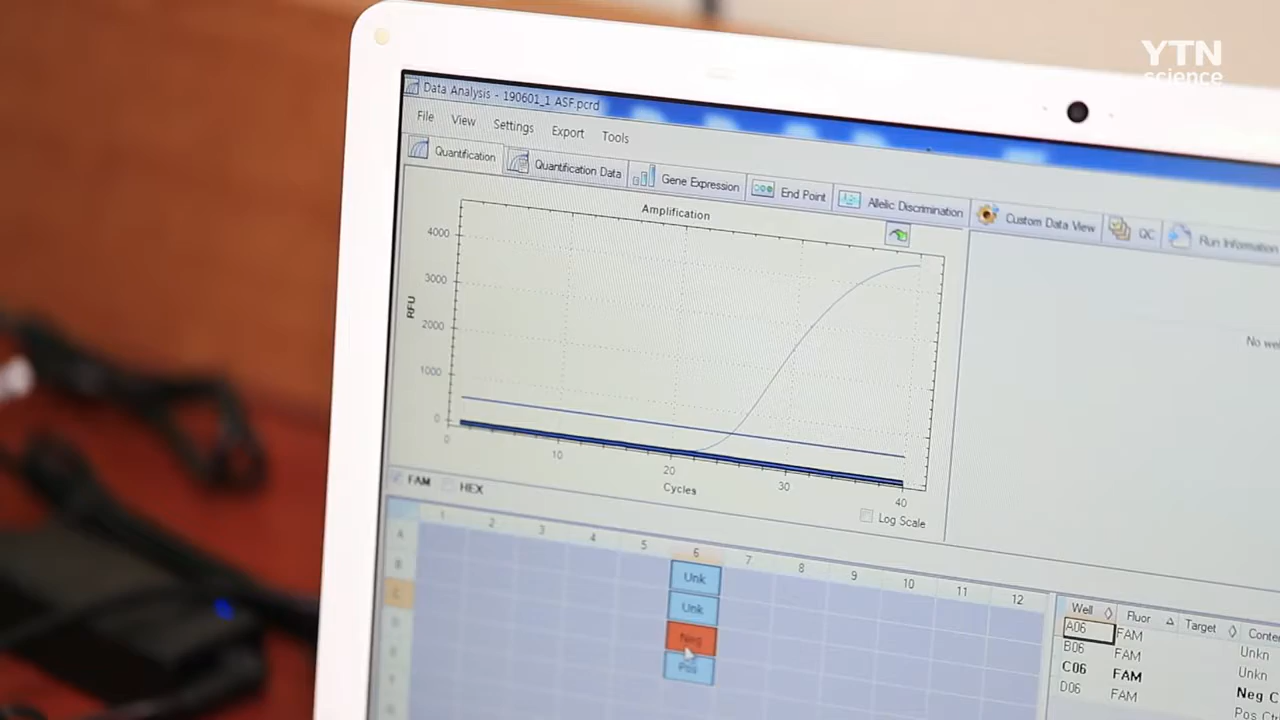 YTN
science
Data Analysis - 190601_1 ASF.pcrd
File View Settings Export Tools
Quantification Quantification Data Gene Expression End Point Allelic Discrimination Custom Data View QC Run Information
Amplification
4000
3000
2000
1000
0
RFU
0 10 20 30 40
Cycles
Log Scale
FAM HEX
No
1 2 3 4 5 6 7 8 9 10 11 12
A
B
C
D
Unk
Unk
Neg
Pos
Well Fluor Target
A06 FAM Unkn
B06 FAM Unkn
C06 FAM Neg C
D06 FAM Pos